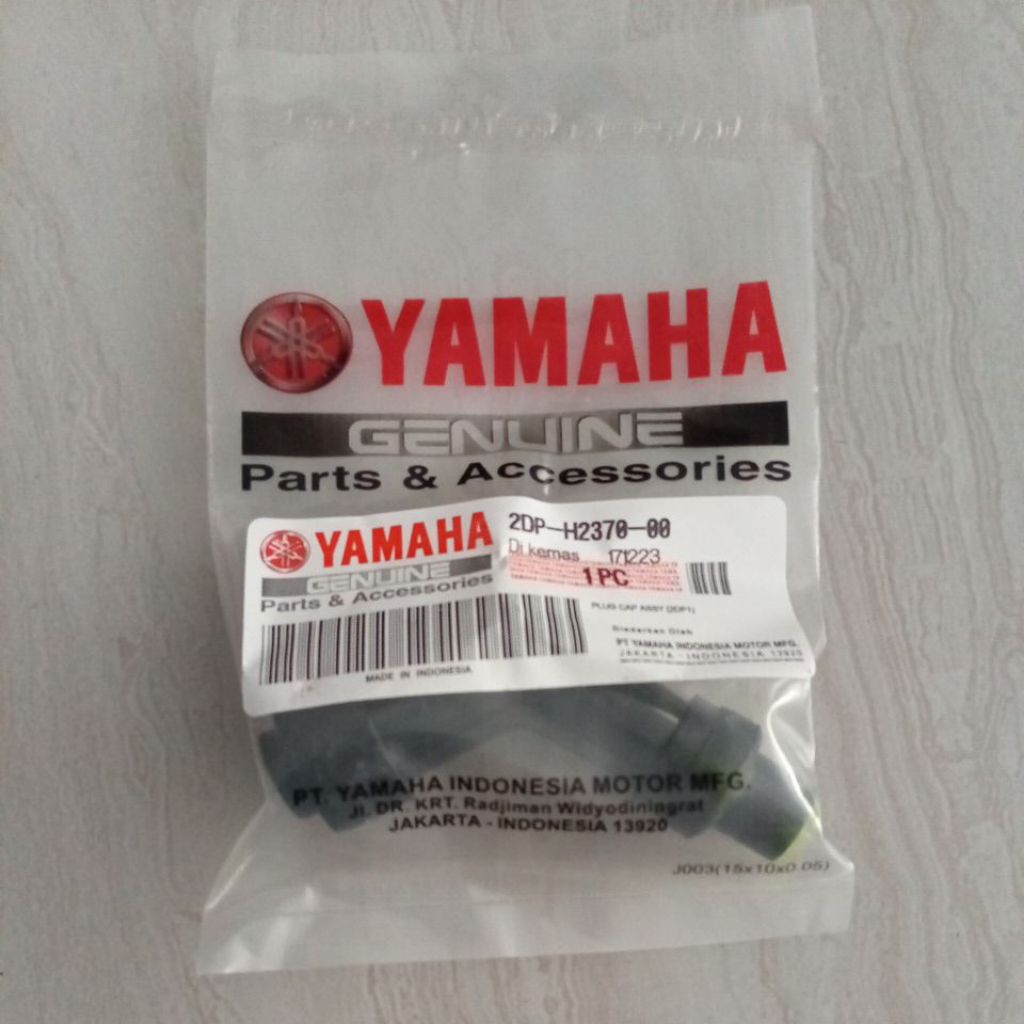 YAMAHA
GENUINE
Parts & Accessories
YAMAHA
GENUINE
Parts & Accessories
MADE IN INDONESIA
2DP-H2370-00
Di kemas 171223
1 PC
PLUG CAP ASSY (2DP1)
Diedarkan Oleh
PT YAMAHA INDONESIA MOTOR MFG.
JAKARTA - INDONESIA 13920
PT. YAMAHA INDONESIA MOTOR MFG.
Jl. DR. KRT. Radjiman Widyodiningrat
JAKARTA - INDONESIA 13920
J003(15x10x0.05)